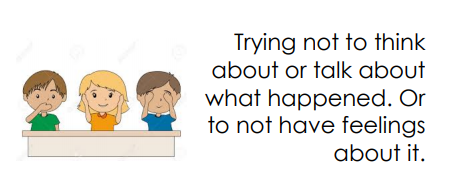 Trying not to think
about or talk about
what happened. Or
to not have feelings
about it.